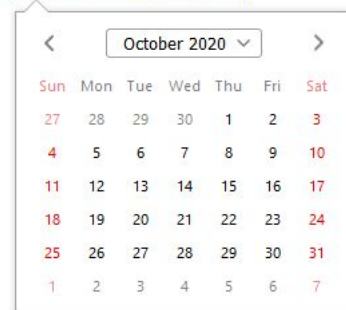 October 2020
Sun Mon Tue Wed Thu Fri Sat
27 28 29 30 1 2 3
4 5 6 7 8 9 10
11 12 13 14 15 16 17
18 19 20 21 22 23 24
25 26 27 28 29 30 31
1 2 3 4 5 6 7